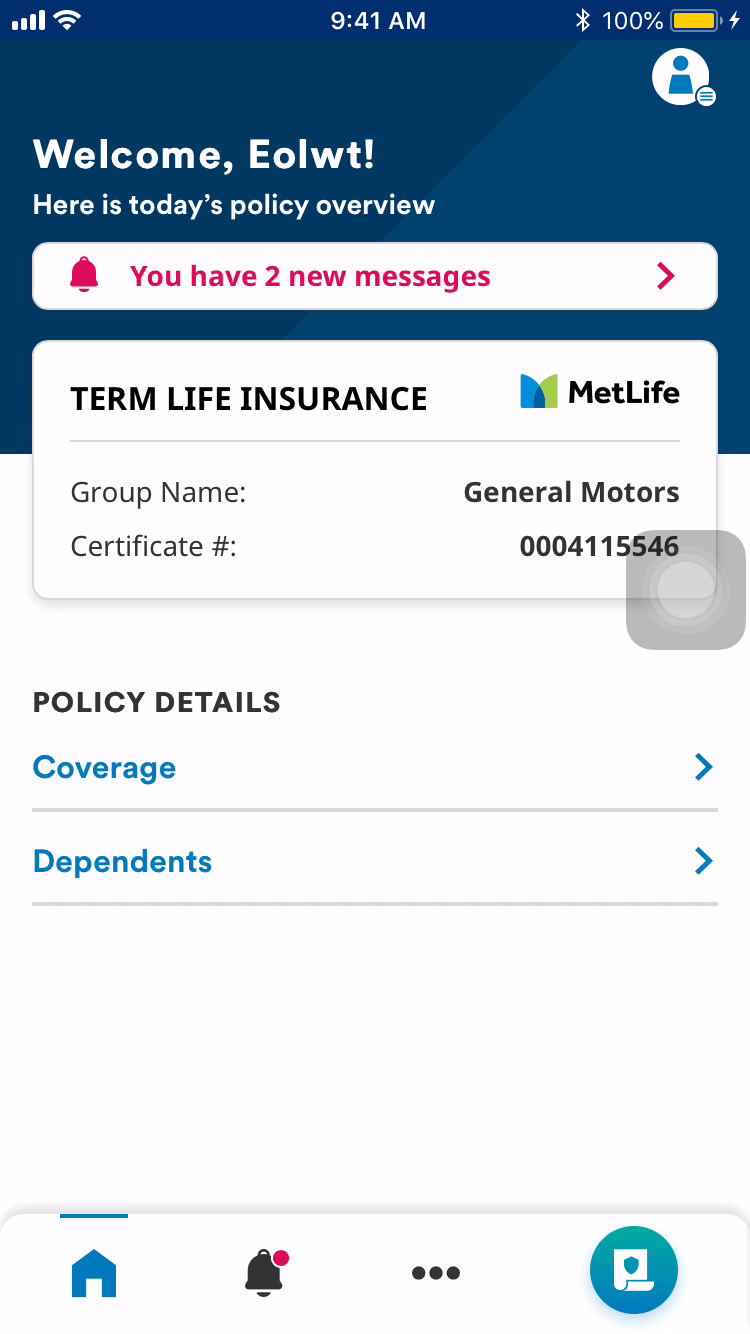 9:41 AM
100%
Welcome, Eolwt!
Here is today’s policy overview
You have 2 new messages
TERM LIFE INSURANCE
MetLife
Group Name: General Motors
Certificate #: 0004115546
POLICY DETAILS
Coverage
Dependents